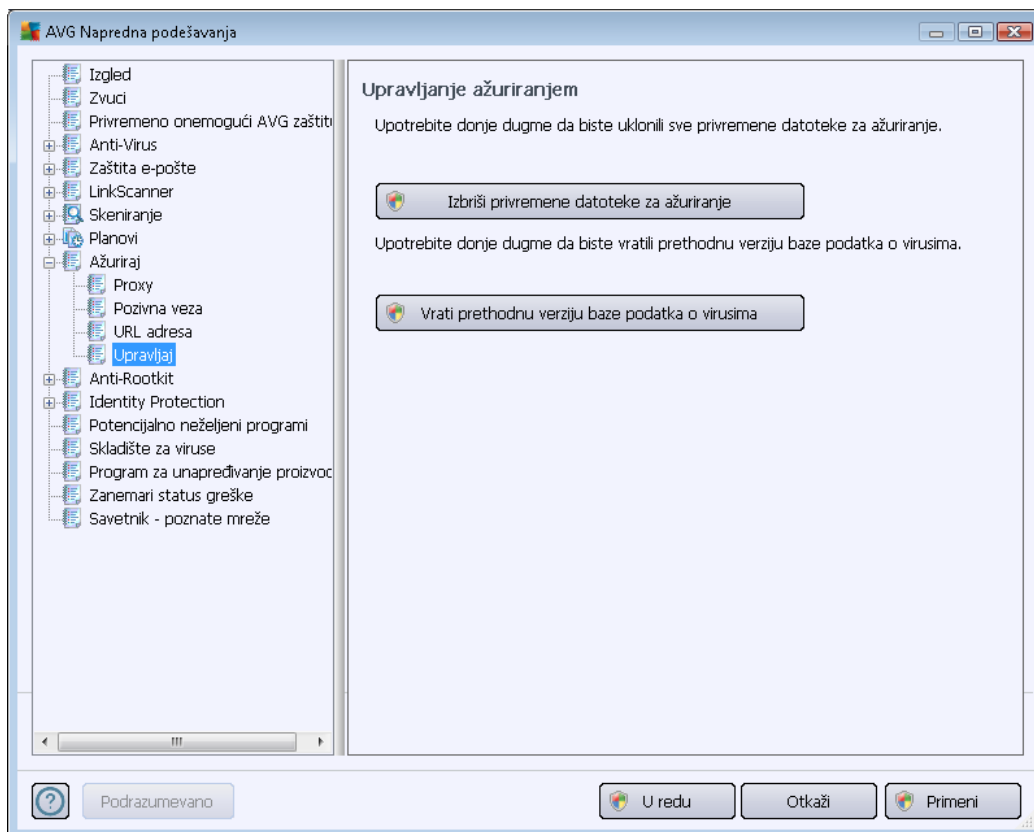 AVG Napredna podešavanja
Izgled
Zvuci
Privremeno onemogući AVG zaštitu
Anti-Virus
Zaštita e-pošte
LinkScanner
Skeniranje
Planovi
Ažuriraj
Proxy
Pozivna veza
URL adresa
Upravljaj
Anti-Rootkit
Identity Protection
Potencijalno neželjeni programi
Skladište za viruse
Program za unapređivanje proizvod
Zanemari status greške
Savetnik - poznate mreže
Upravljanje ažuriranjem
Upotrebite donje dugme da biste uklonili sve privremene datoteke za ažuriranje.
Izbriši privremene datoteke za ažuriranje
Upotrebite donje dugme da biste vratili prethodnu verziju baze podatka o virusima.
Vrati prethodnu verziju baze podatka o virusima
Podrazumevano
U redu
Otkaži
Primeni